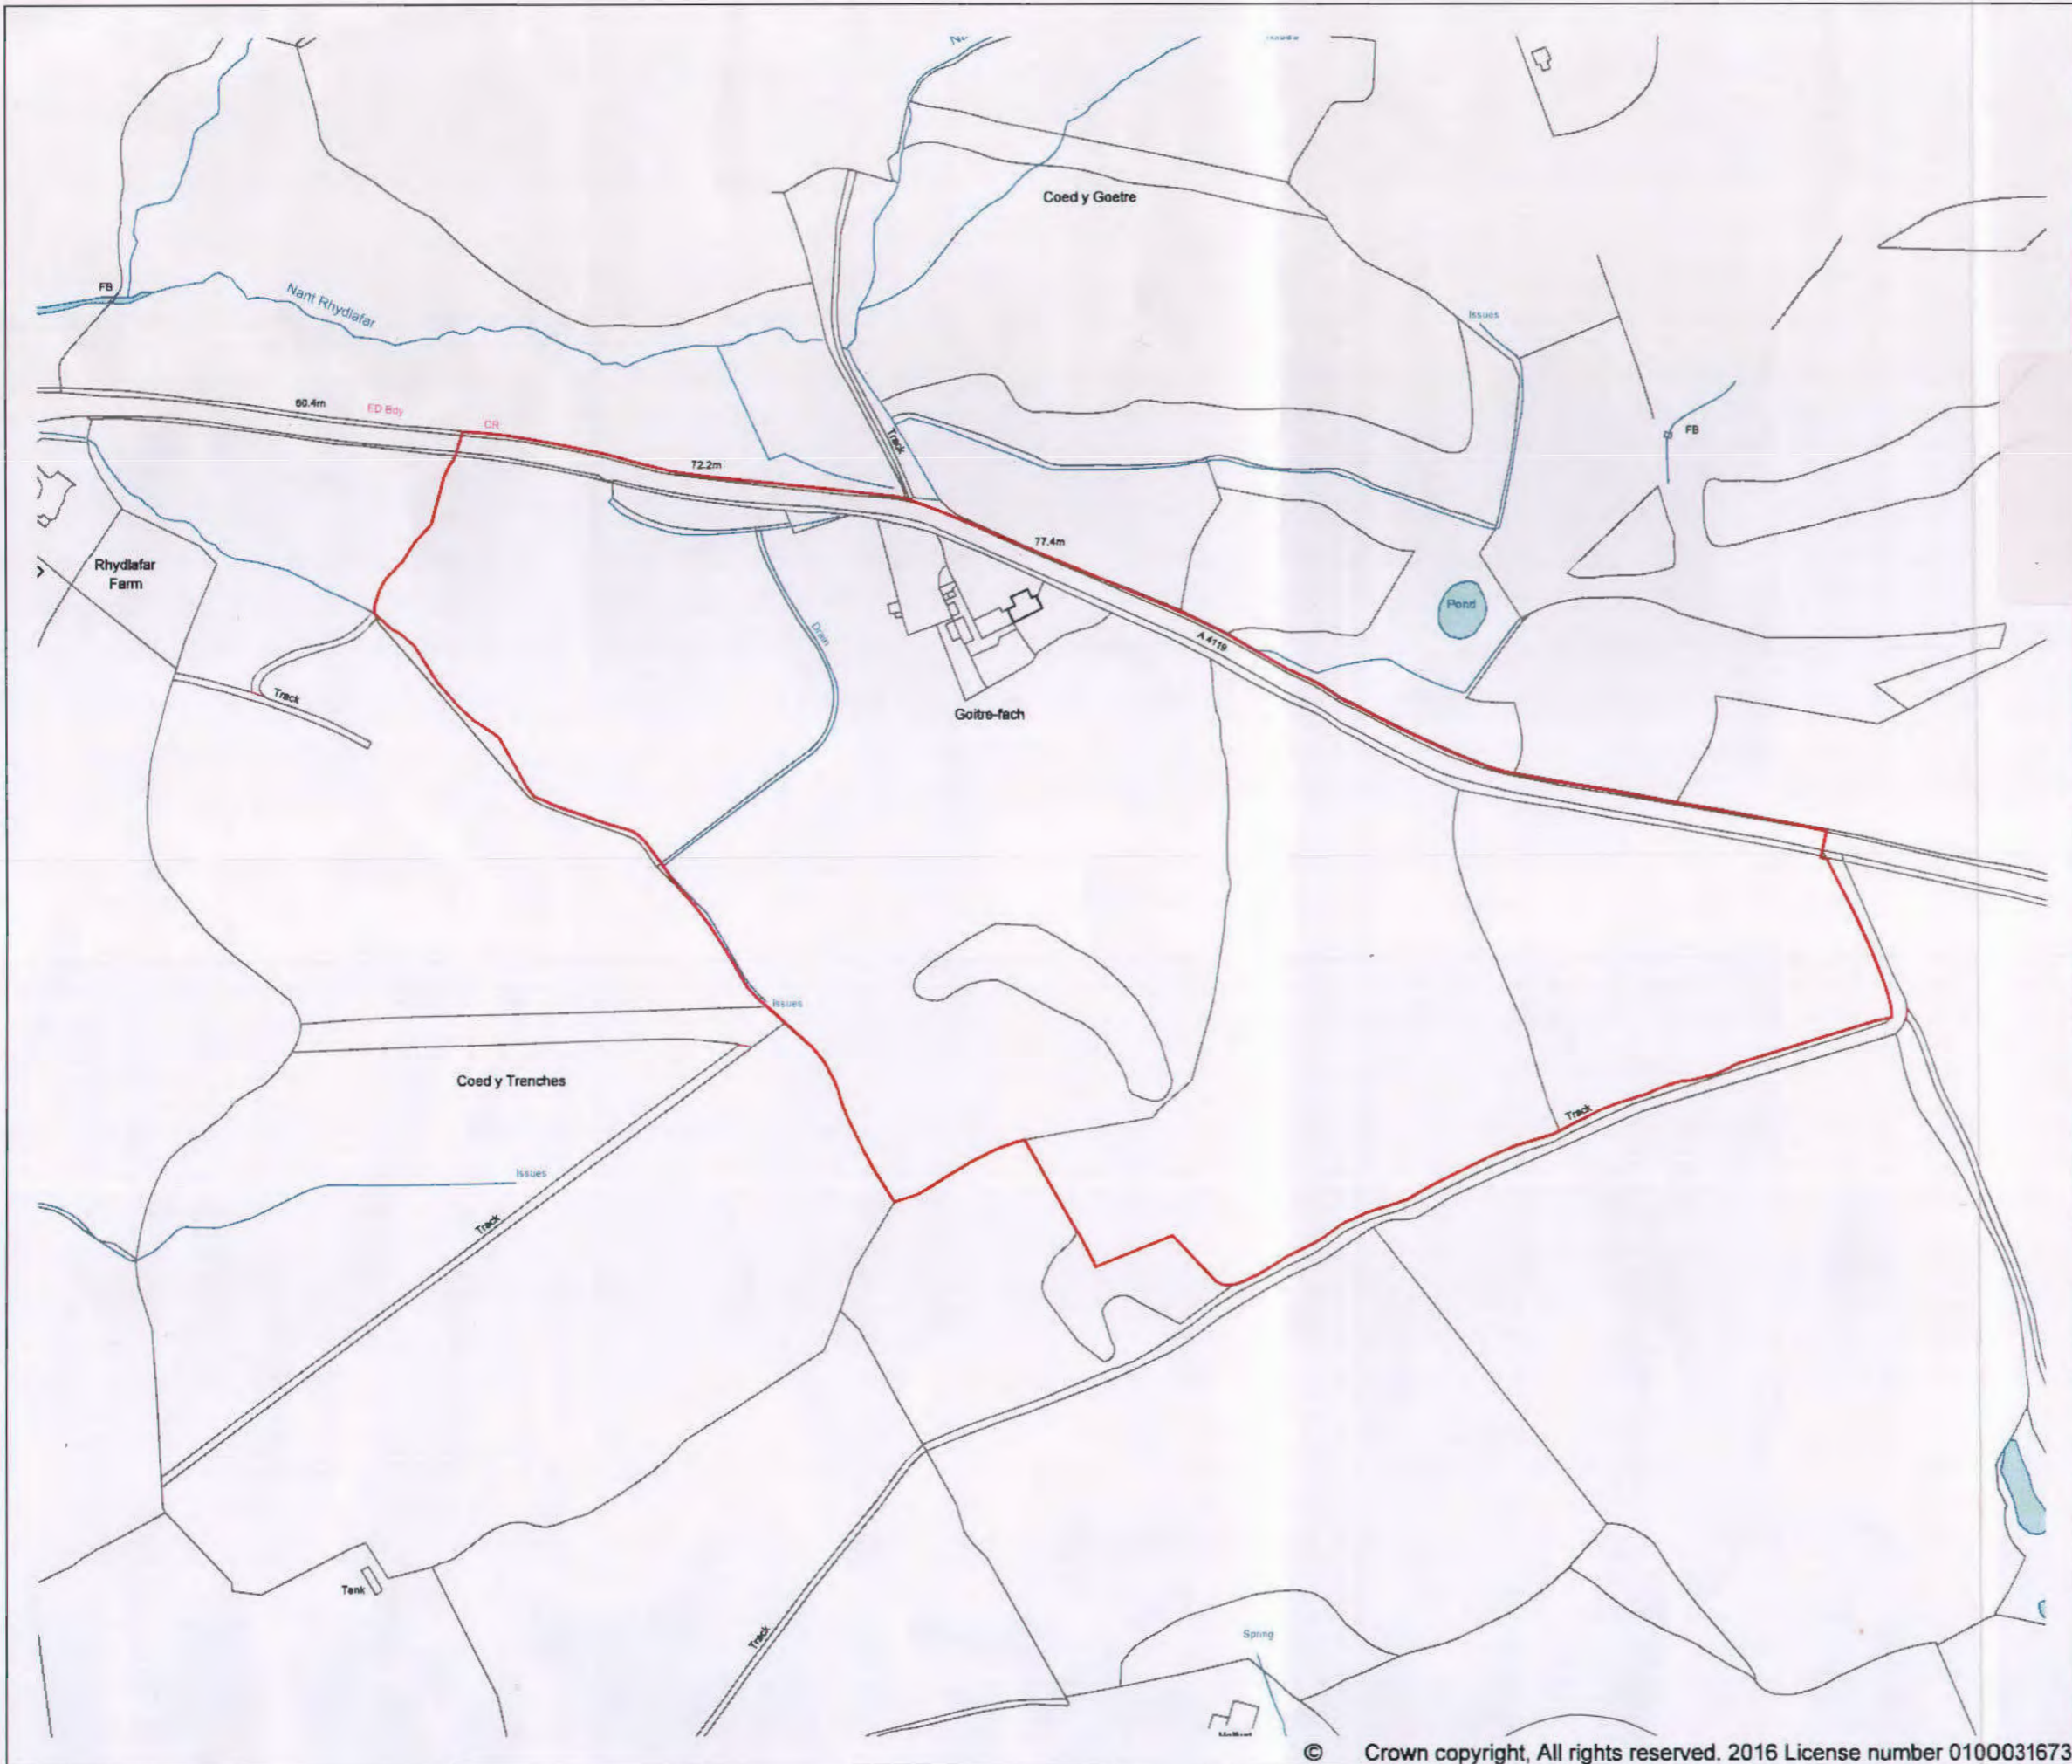 Coed y Goetre
FB
Nant Rhydlafar
Issues
60.4m
ED Bdy
CR
Track
FB
72.2m
77.4m
Rhydlafar
Farm
Pond
Drain
A 4119
Track
Goitre-fach
Issues
Coed y Trenches
Track
Issues
Track
Tank
Track
Spring
© Crown copyright, All rights reserved. 2016 License number 0100031673